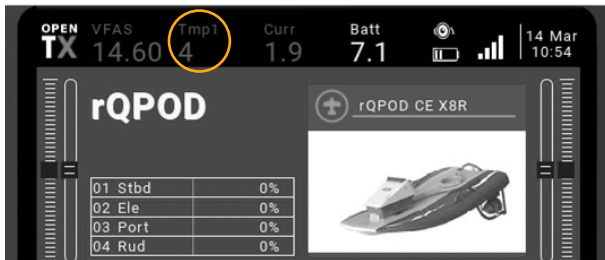 OPEN TX VFAS Tmp1 Curr Batt 14 Mar
14.60 4 1.9 7.1 10:54
rQPOD
rQPOD CE X8R
01 Stbd 0%
02 Ele 0%
03 Port 0%
04 Rud 0%